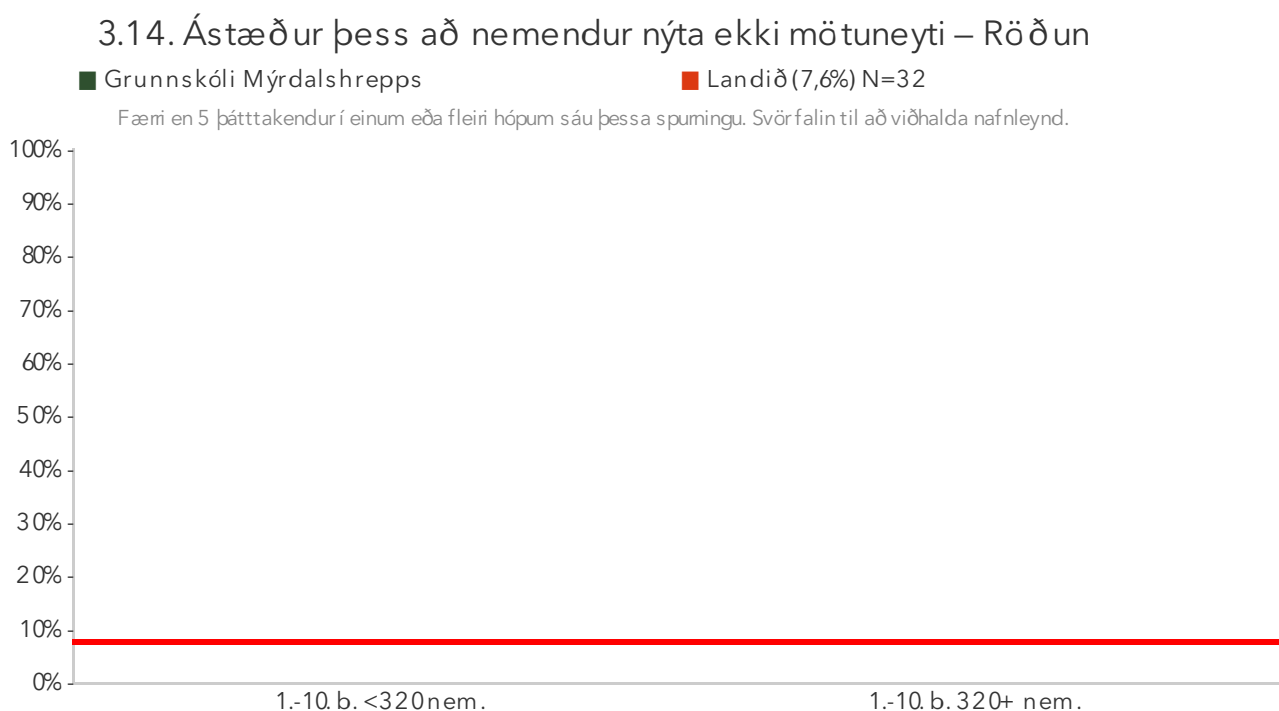 3.14. Ástæður þess að nemendur nýta ekki mötuneyti – Röðun
Grunnskóli Mýrdalshrepps
Landið (7,6%) N=32
Færri en 5 þátttakendur í einum eða fleiri hópum sáu þessa spurningu. Svör falin til að viðhalda nafnleynd.
100%
90%
80%
70%
60%
50%
40%
30%
20%
10%
0%
1.-10. b. <320 nem.
1.-10. b. 320+ nem.